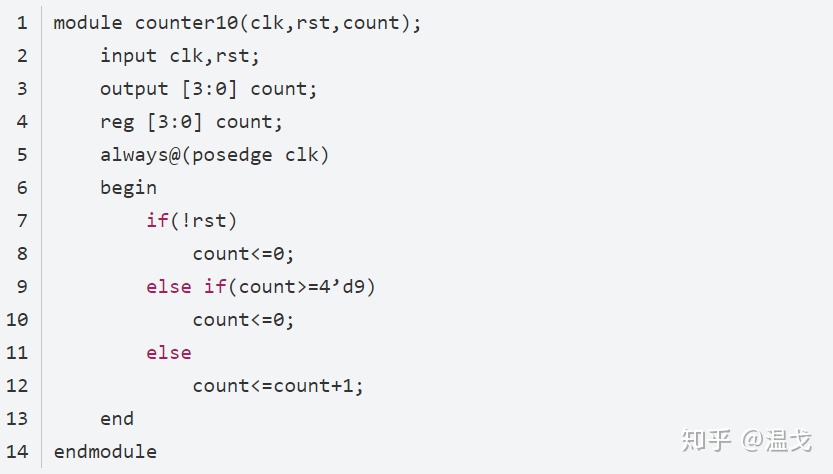 1 module counter10(clk,rst,count);
2 input clk,rst;
3 output [3:0] count;
4 reg [3:0] count;
5 always@(posedge clk)
6 begin
7 if(!rst)
8 count<=0;
9 else if(count>=4’d9)
10 count<=0;
11 else
12 count<=count+1;
13 end
14 endmodule
知乎 @温戈